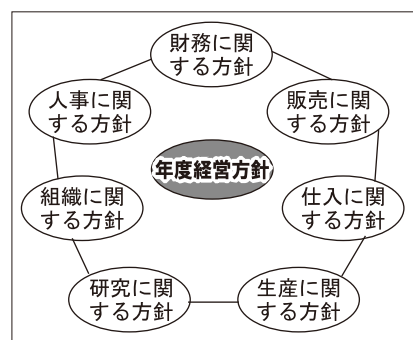 財務に関
する方針
人事に関
する方針
販売に関
する方針
年度経営方針
組織に関
する方針
仕入に関
する方針
研究に関
する方針
生産に関
する方針